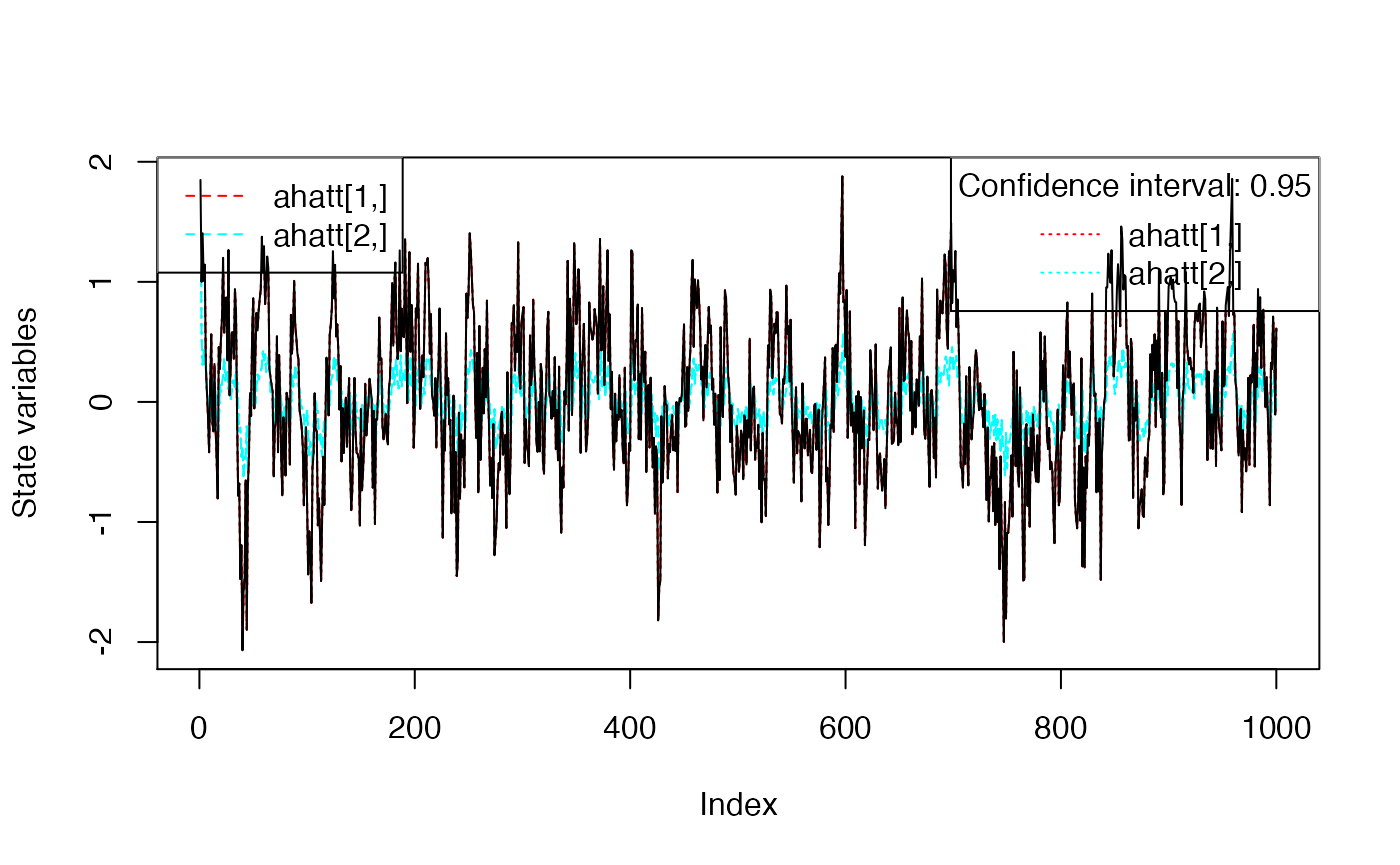 ahatt[1,]
ahatt[2,]
Confidence interval: 0.95
ahatt[1,]
ahatt[2,]
State variables
2
1
0
-1
-2
0 200 400 600 800 1000
Index